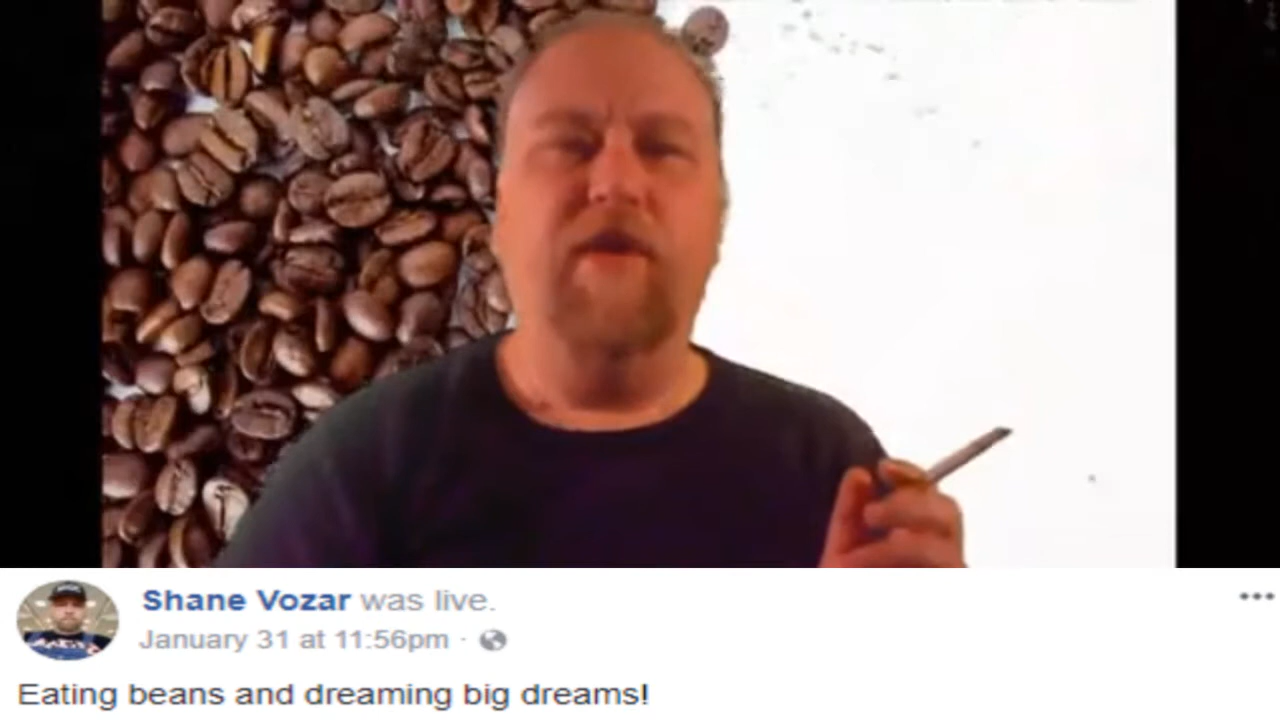 Shane Vozar was live.
January 31 at 11:56pm ·
Eating beans and dreaming big dreams!